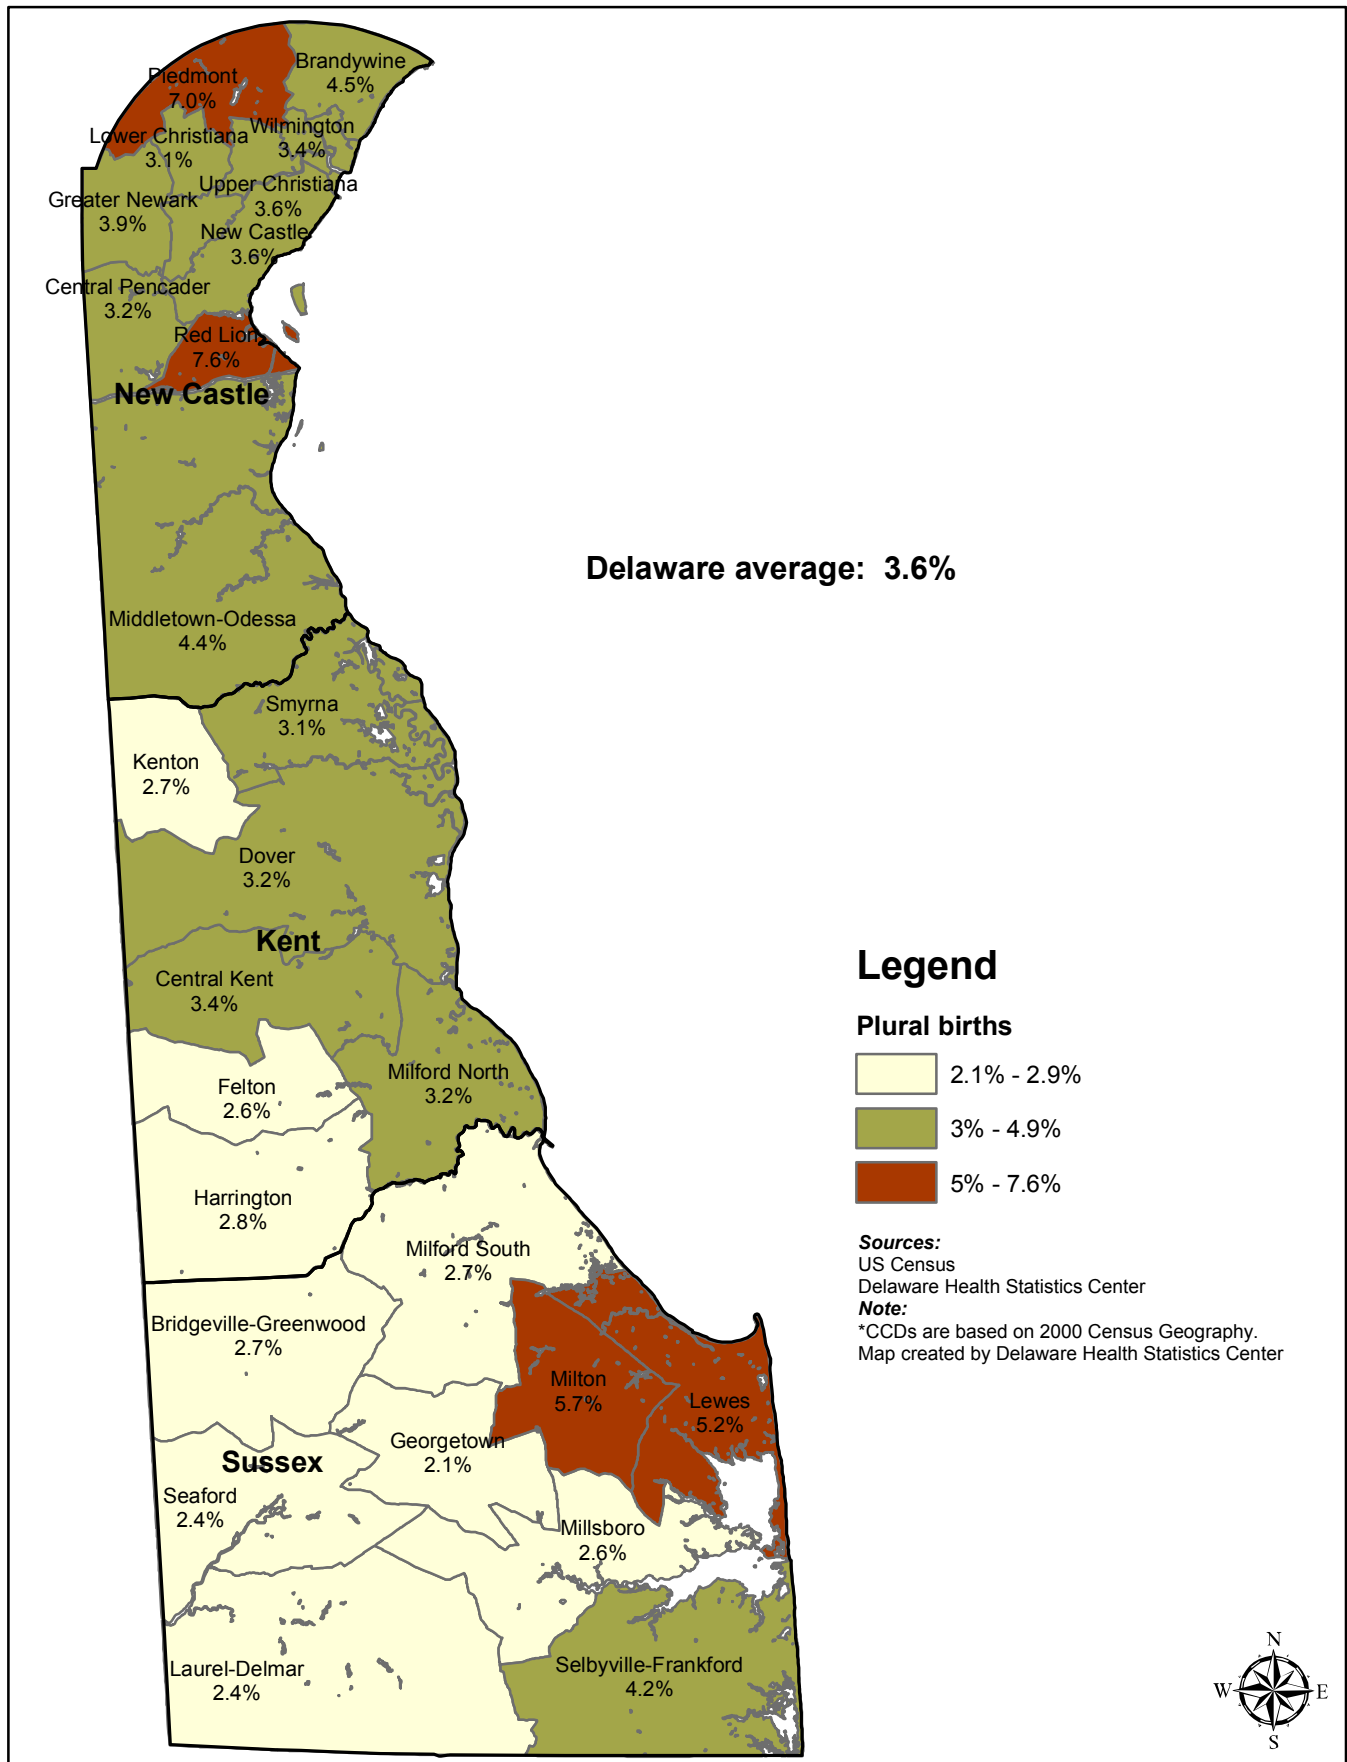 Piedmont
7.0%
Brandywine
4.5%
Lower Christiana
3.1%
Wilmington
3.4%
Greater Newark
3.9%
Upper Christiana
3.6%
New Castle
3.6%
Central Pencader
3.2%
Red Lion
7.6%
New Castle
Delaware average: 3.6%
Middletown-Odessa
4.4%
Smyrna
3.1%
Kenton
2.7%
Dover
3.2%
Kent
Central Kent
3.4%
Felton
2.6%
Milford North
3.2%
Harrington
2.8%
Milford South
2.7%
Bridgeville-Greenwood
2.7%
Milton
5.7%
Lewes
5.2%
Georgetown
2.1%
Sussex
Seaford
2.4%
Millsboro
2.6%
Laurel-Delmar
2.4%
Selbyville-Frankford
4.2%
Legend
Plural births
2.1% - 2.9%
3% - 4.9%
5% - 7.6%
Sources:
US Census
Delaware Health Statistics Center
Note:
*CCDs are based on 2000 Census Geography.
Map created by Delaware Health Statistics Center
N
W E
S